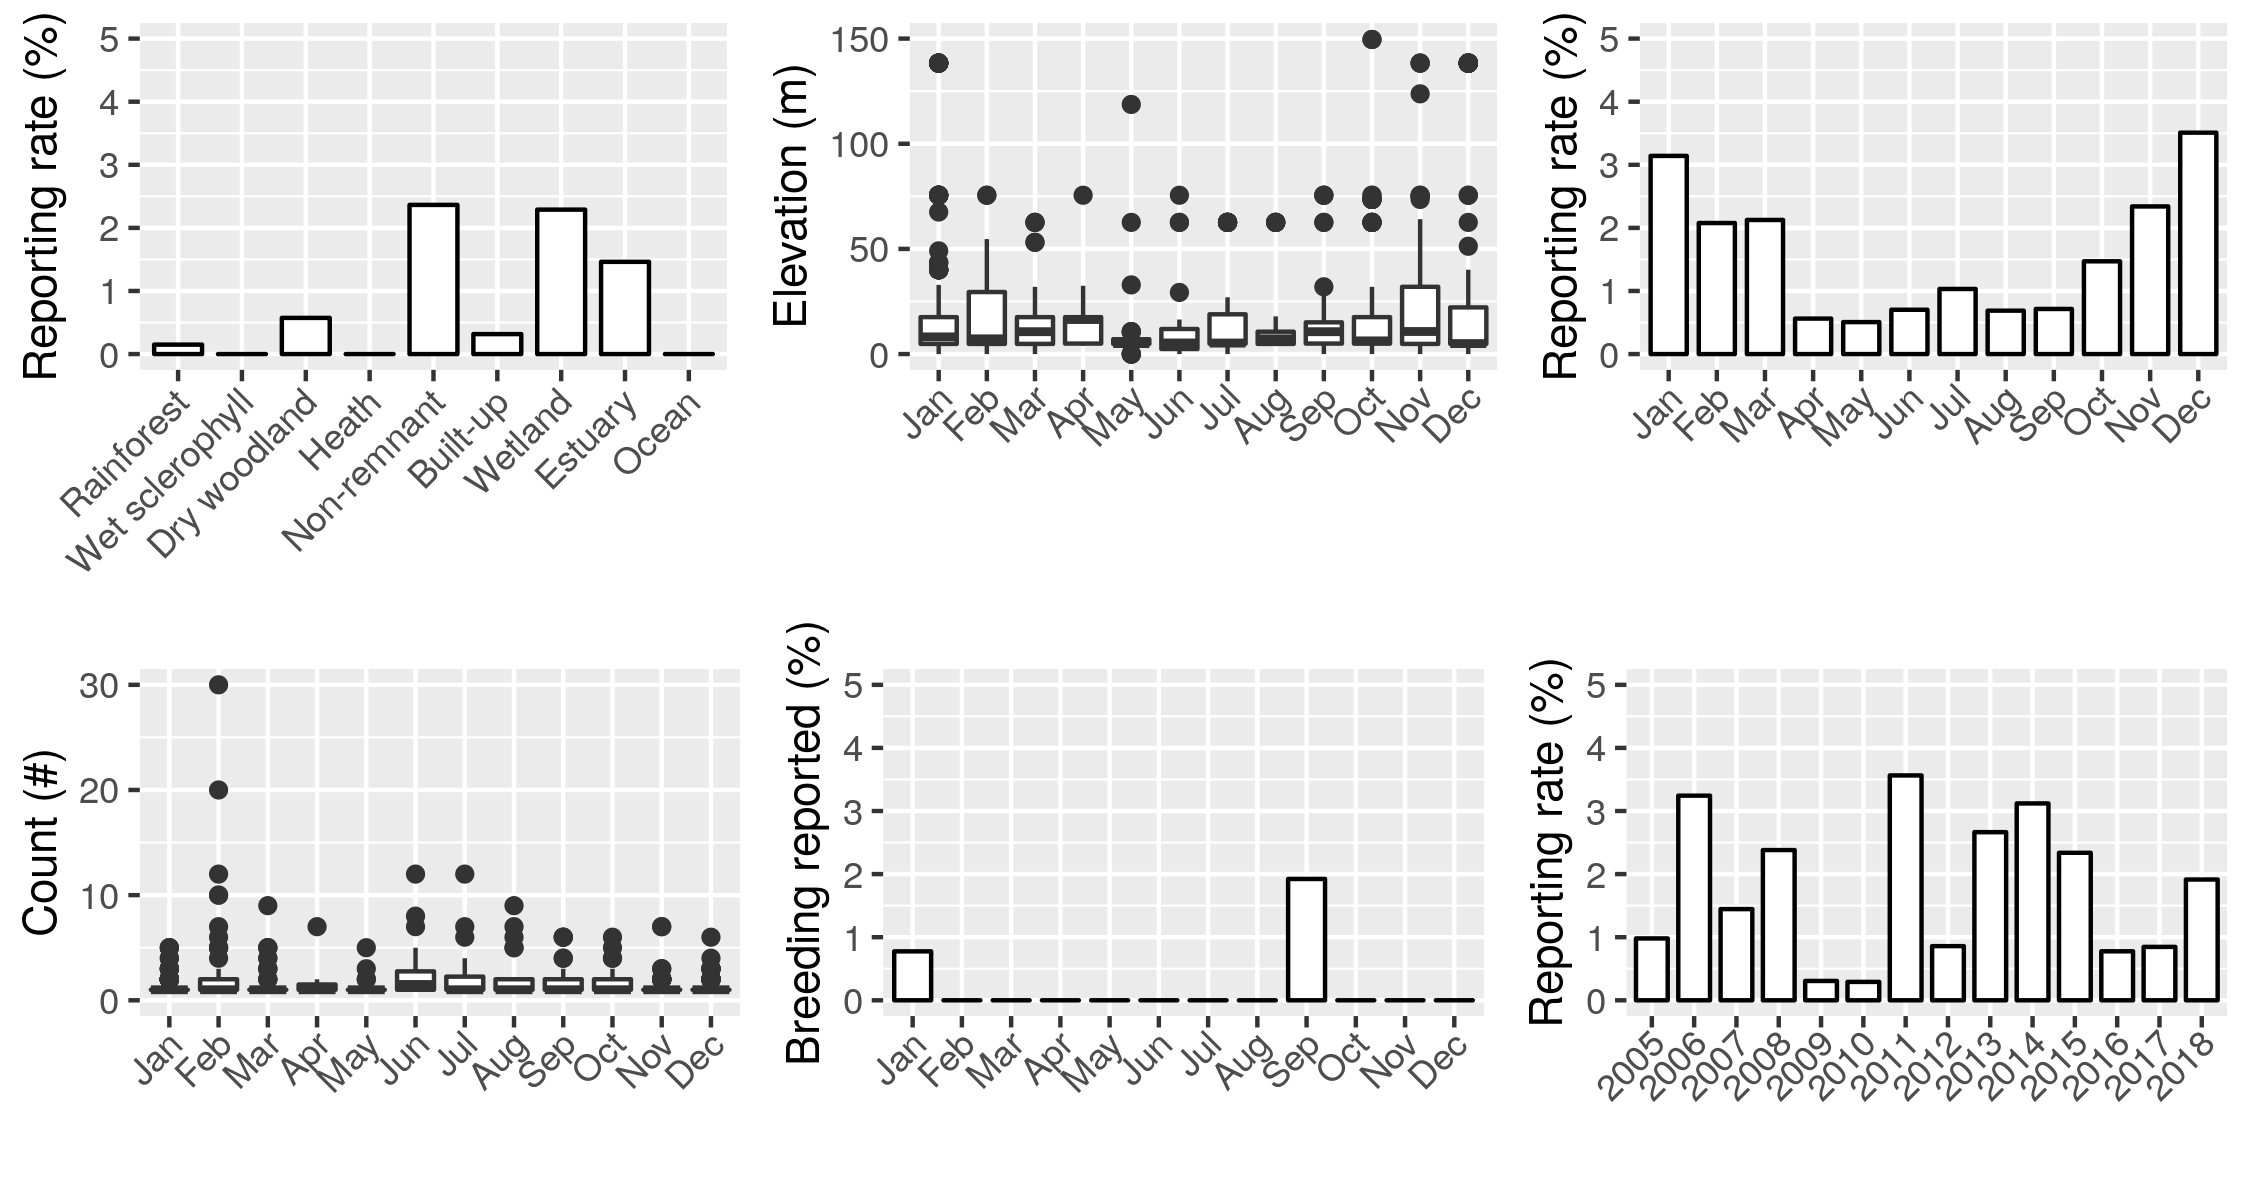 Reporting rate (%)
5
4
3
2
1
0
Rainforest
Wet sclerophyll
Dry woodland
Heath
Non-remnant
Built-up
Wetland
Estuary
Ocean
Elevation (m)
150
100
50
0
Jan
Feb
Mar
Apr
May
Jun
Jul
Aug
Sep
Oct
Nov
Dec
Reporting rate (%)
5
4
3
2
1
0
Jan
Feb
Mar
Apr
May
Jun
Jul
Aug
Sep
Oct
Nov
Dec
Count (#)
30
20
10
0
Jan
Feb
Mar
Apr
May
Jun
Jul
Aug
Sep
Oct
Nov
Dec
Breeding reported (%)
5
4
3
2
1
0
Jan
Feb
Mar
Apr
May
Jun
Jul
Aug
Sep
Oct
Nov
Dec
Reporting rate (%)
5
4
3
2
1
0
2005
2006
2007
2008
2009
2010
2011
2012
2013
2014
2015
2016
2017
2018